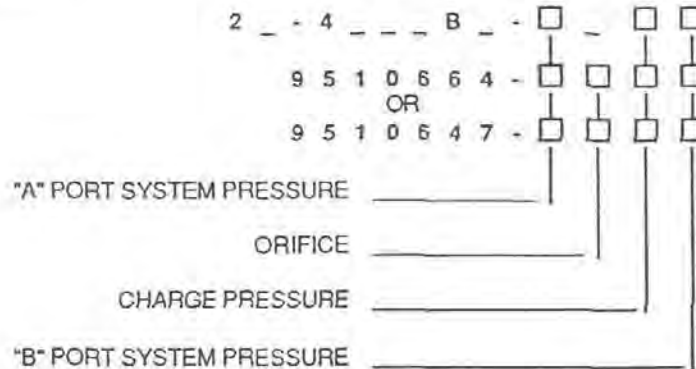 2 _ - 4 _ _ _ B _ - □ _ □ □
9 5 1 0 6 6 4 - □ □ □ □
OR
9 5 1 0 6 4 7 - □ □ □ □
"A" PORT SYSTEM PRESSURE
ORIFICE
CHARGE PRESSURE
"B" PORT SYSTEM PRESSURE